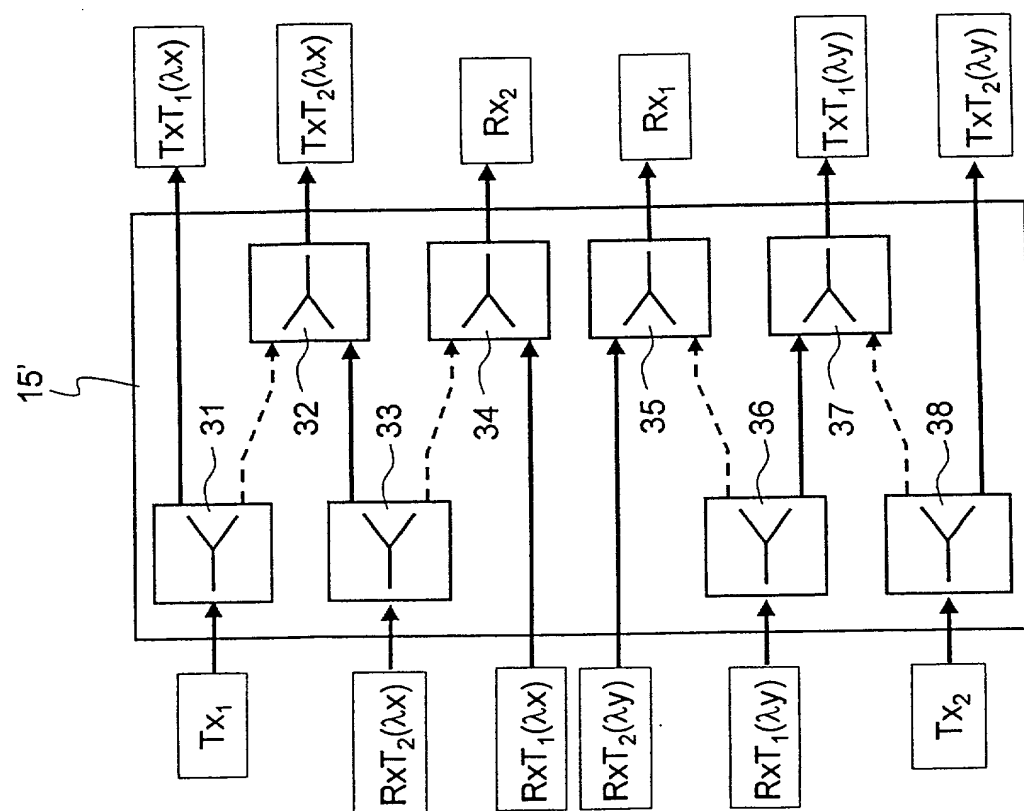 15'
Tx₁
RxT₂(λx)
RxT₁(λx)
RxT₂(λy)
RxT₁(λy)
Tx₂
31
32
33
34
35
36
37
38
TxT₁(λx)
TxT₂(λx)
Rx₂
Rx₁
TxT₁(λy)
TxT₂(λy)